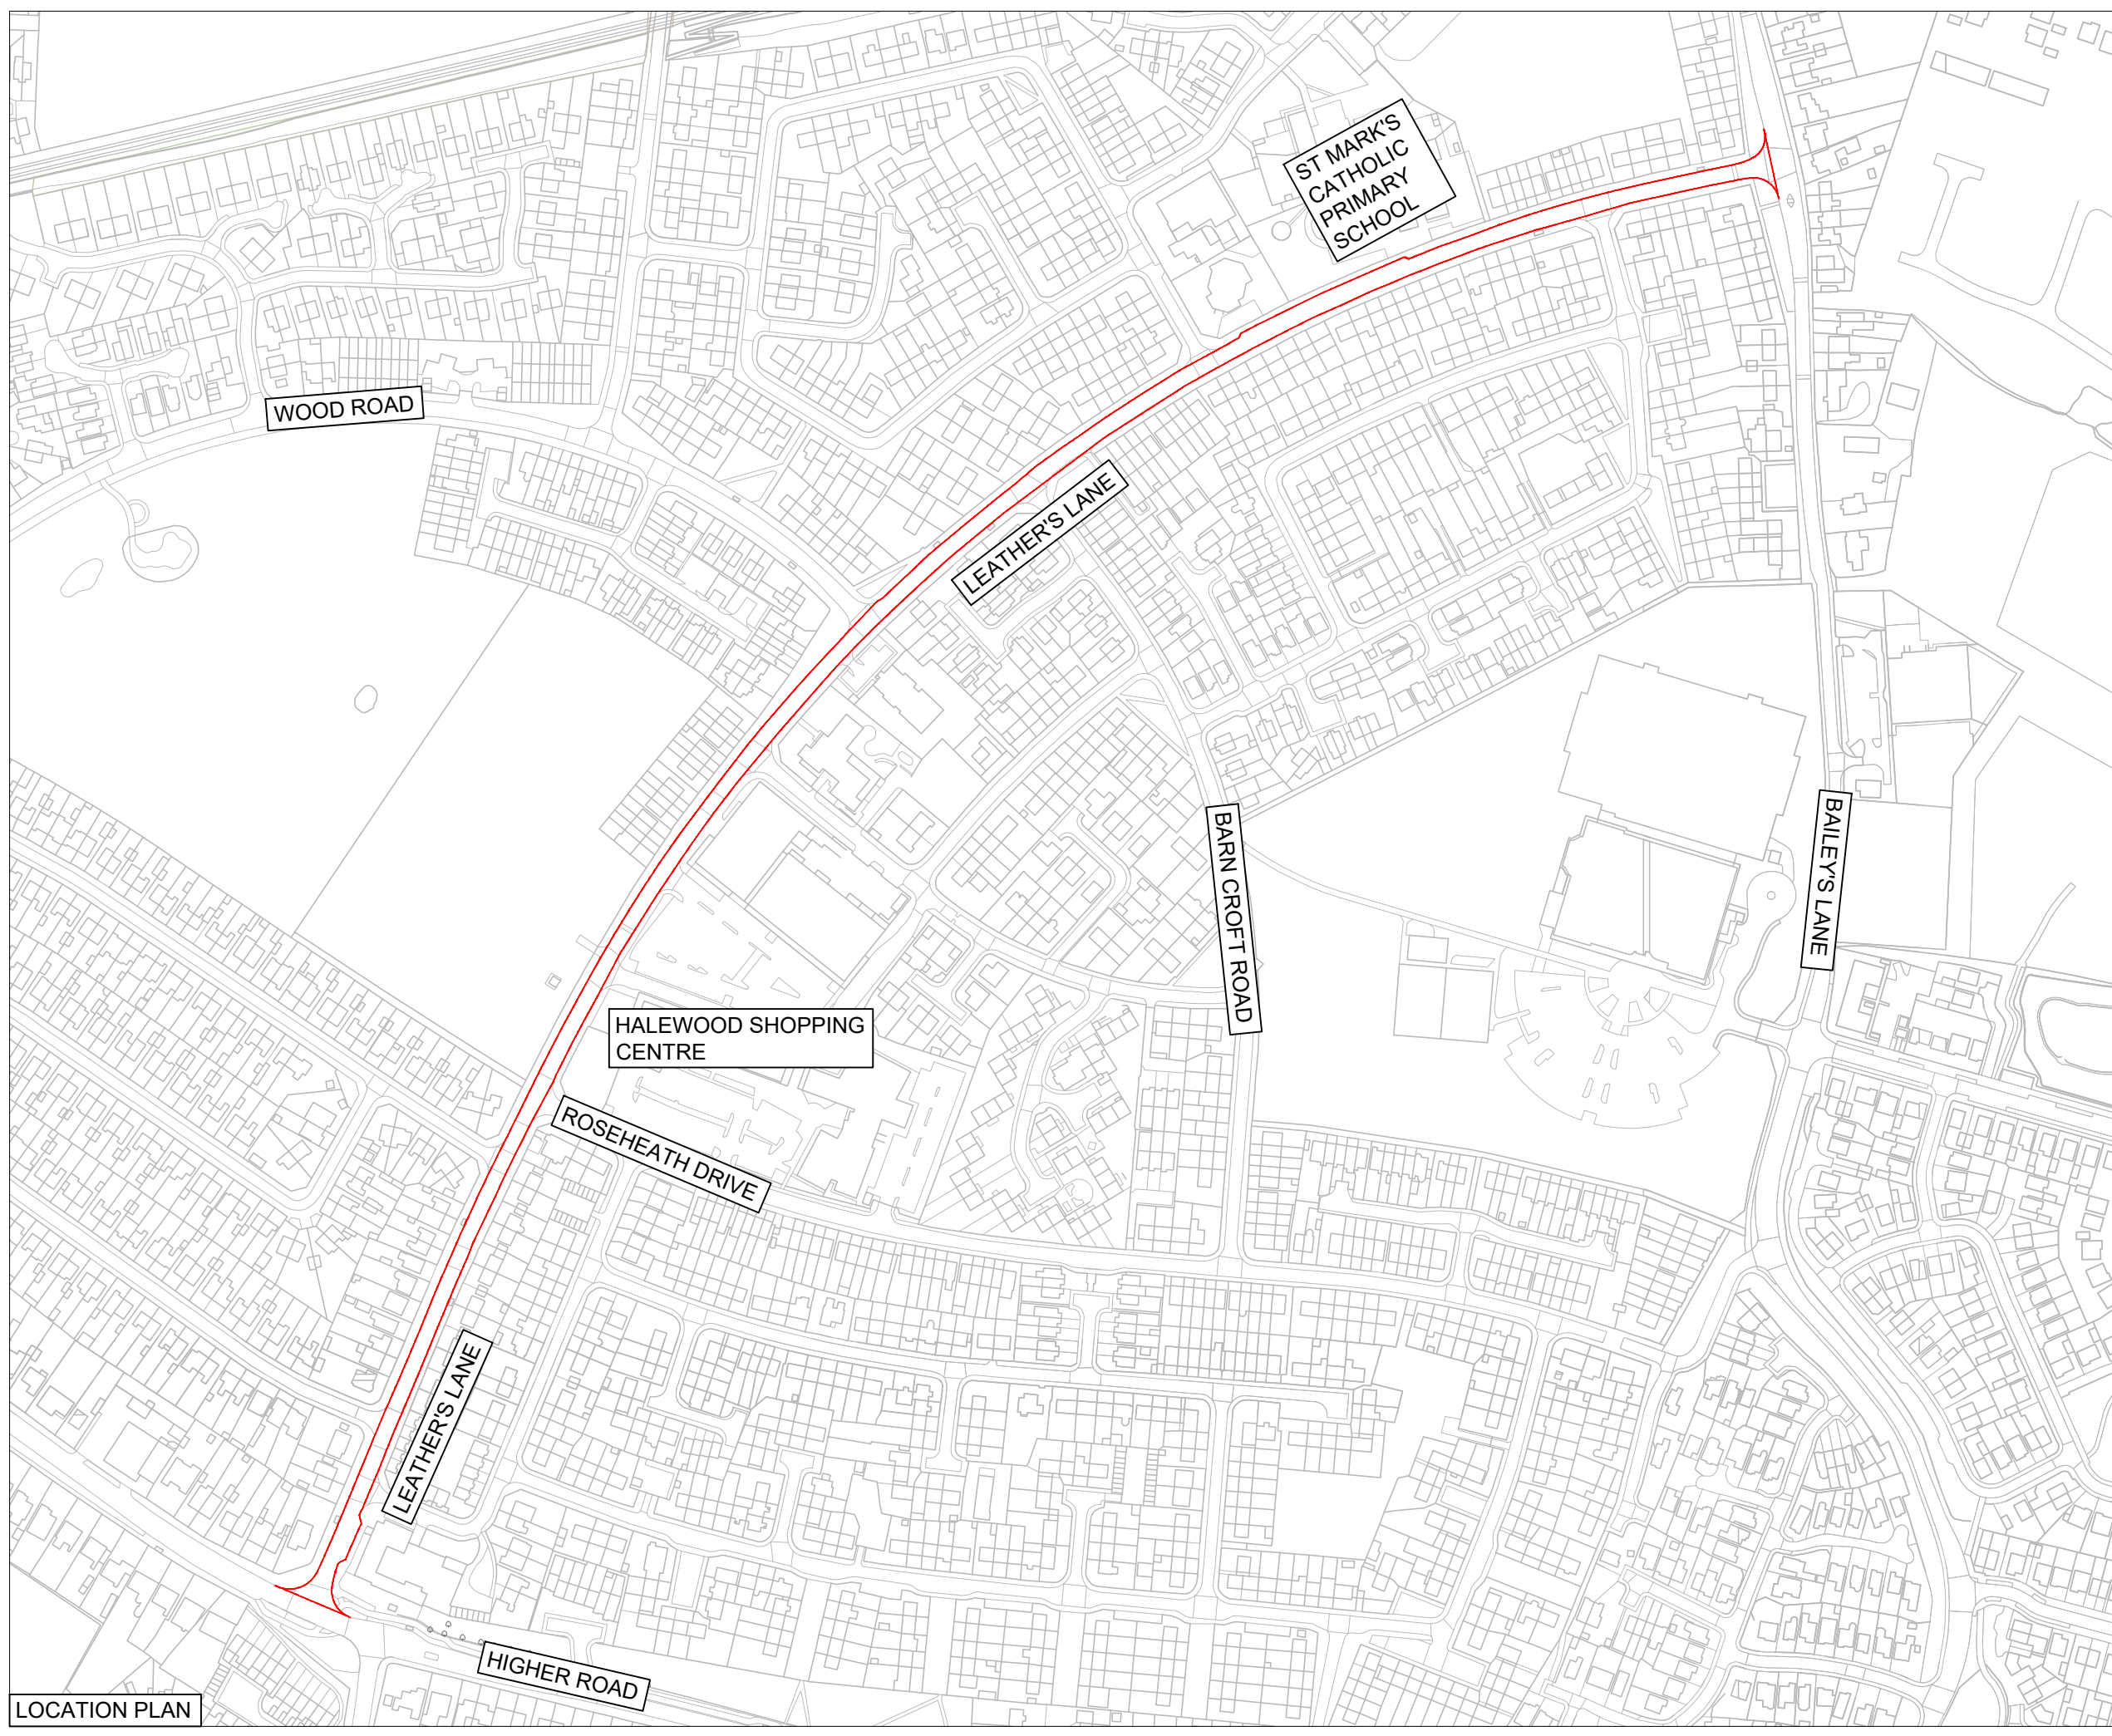 ST MARK'S
CATHOLIC
PRIMARY
SCHOOL
WOOD ROAD
LEATHER'S LANE
BARN CROFT ROAD
BAILEY'S LANE
HALEWOOD SHOPPING
CENTRE
ROSEHEATH DRIVE
LEATHER'S LANE
HIGHER ROAD
LOCATION PLAN